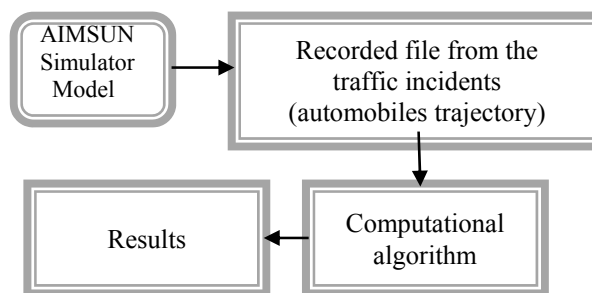 AIMSUN
Simulator
Model
Recorded file from the
traffic incidents
(automobiles trajectory)
Computational
algorithm
Results